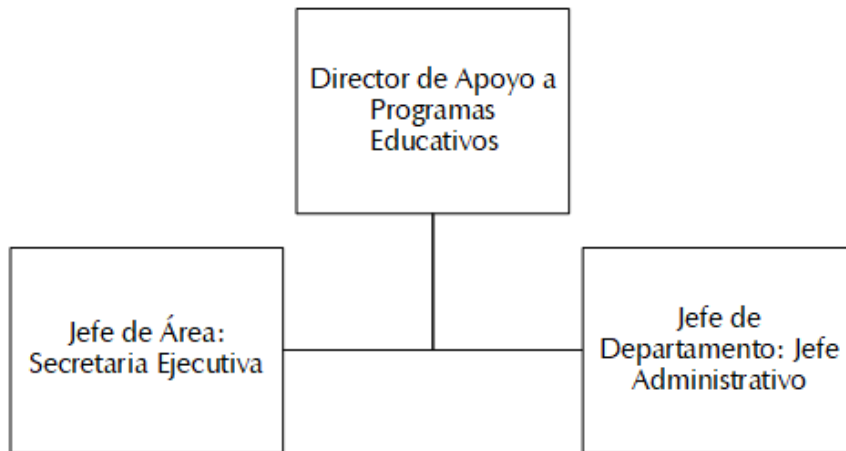 Director de Apoyo a
Programas
Educativos
Jefe de Área:
Secretaria Ejecutiva
Jefe de
Departamento: Jefe
Administrativo